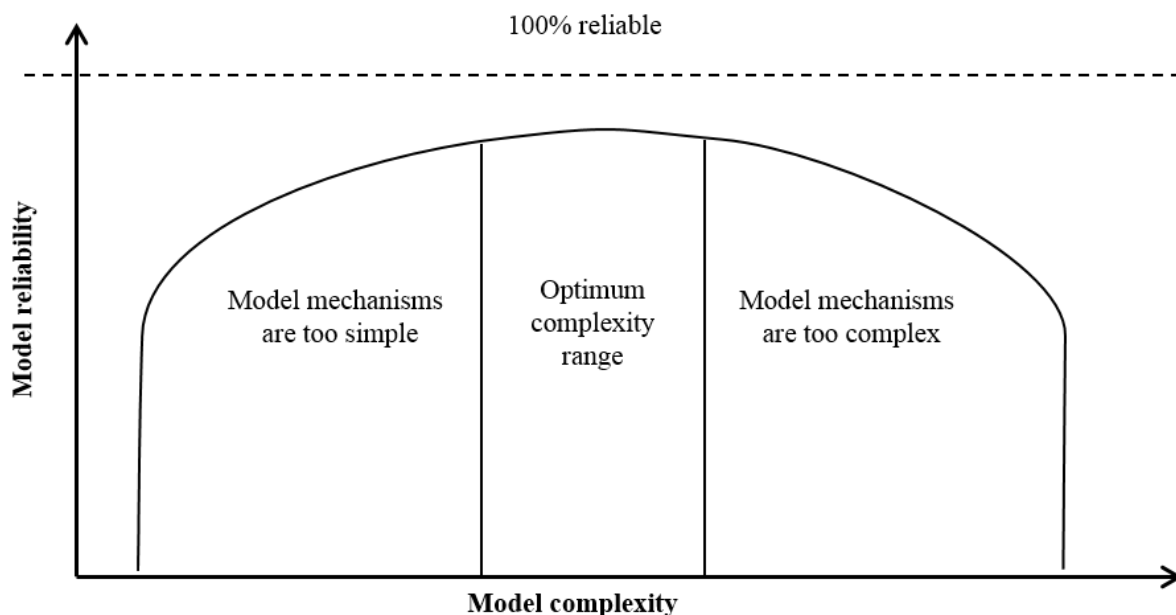 100% reliable
Model reliability
Model mechanisms
are too simple
Optimum
complexity
range
Model mechanisms
are too complex
Model complexity